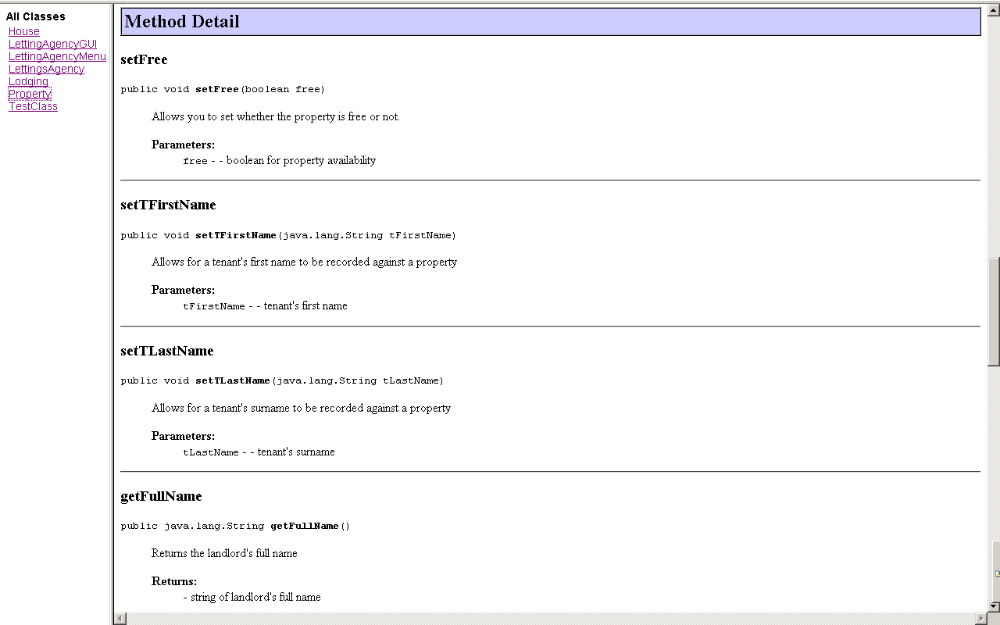 All Classes
House
LettingAgencyGUI
LettingAgencyMenu
LettingsAgency
Lodging
Property
TestClass
Method Detail
setFree
public void setFree(boolean free)
Allows you to set whether the property is free or not.
Parameters:
free - - boolean for property availability
setTFirstName
public void setTFirstName(java.lang.String tFirstName)
Allows for a tenant's first name to be recorded against a property
Parameters:
tFirstName - - tenant's first name
setTLastName
public void setTLastName(java.lang.String tLastName)
Allows for a tenant's surname to be recorded against a property
Parameters:
tLastName - - tenant's surname
getFullName
public java.lang.String getFullName()
Returns the landlord's full name
Returns:
- string of landlord's full name